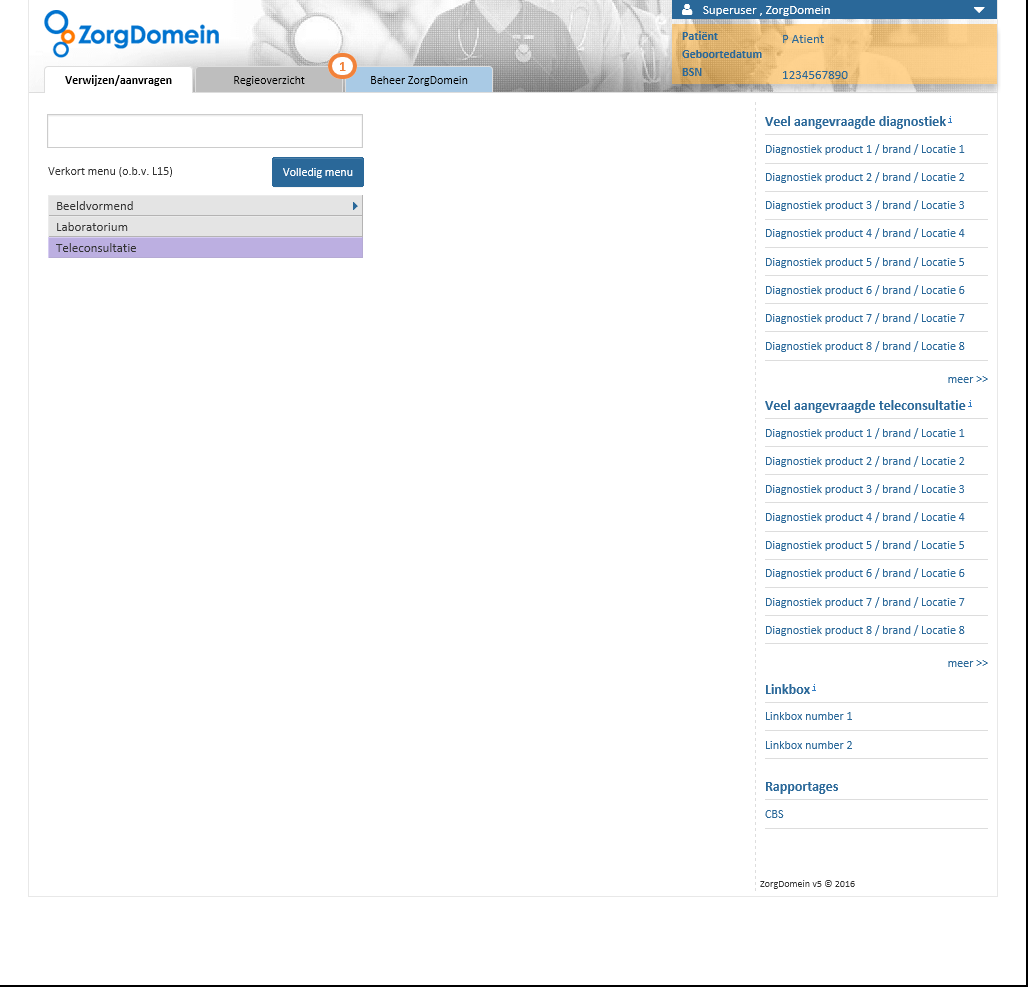 ZorgDomein
Superuser , ZorgDomein
Patiënt P Atient
Geboortedatum
BSN 1234567890
Verwijzen/aanvragen
Regieoverzicht
1
Beheer ZorgDomein
Verkort menu (o.b.v. L15)
Volledig menu
Beeldvormend
Laboratorium
Teleconsultatie
Veel aangevraagde diagnostiek i
Diagnostiek product 1 / brand / Locatie 1
Diagnostiek product 2 / brand / Locatie 2
Diagnostiek product 3 / brand / Locatie 3
Diagnostiek product 4 / brand / Locatie 4
Diagnostiek product 5 / brand / Locatie 5
Diagnostiek product 6 / brand / Locatie 6
Diagnostiek product 7 / brand / Locatie 7
Diagnostiek product 8 / brand / Locatie 8
meer >>
Veel aangevraagde teleconsultatie i
Diagnostiek product 1 / brand / Locatie 1
Diagnostiek product 2 / brand / Locatie 2
Diagnostiek product 3 / brand / Locatie 3
Diagnostiek product 4 / brand / Locatie 4
Diagnostiek product 5 / brand / Locatie 5
Diagnostiek product 6 / brand / Locatie 6
Diagnostiek product 7 / brand / Locatie 7
Diagnostiek product 8 / brand / Locatie 8
meer >>
Linkbox i
Linkbox number 1
Linkbox number 2
Rapportages
CBS
ZorgDomein v5 © 2016